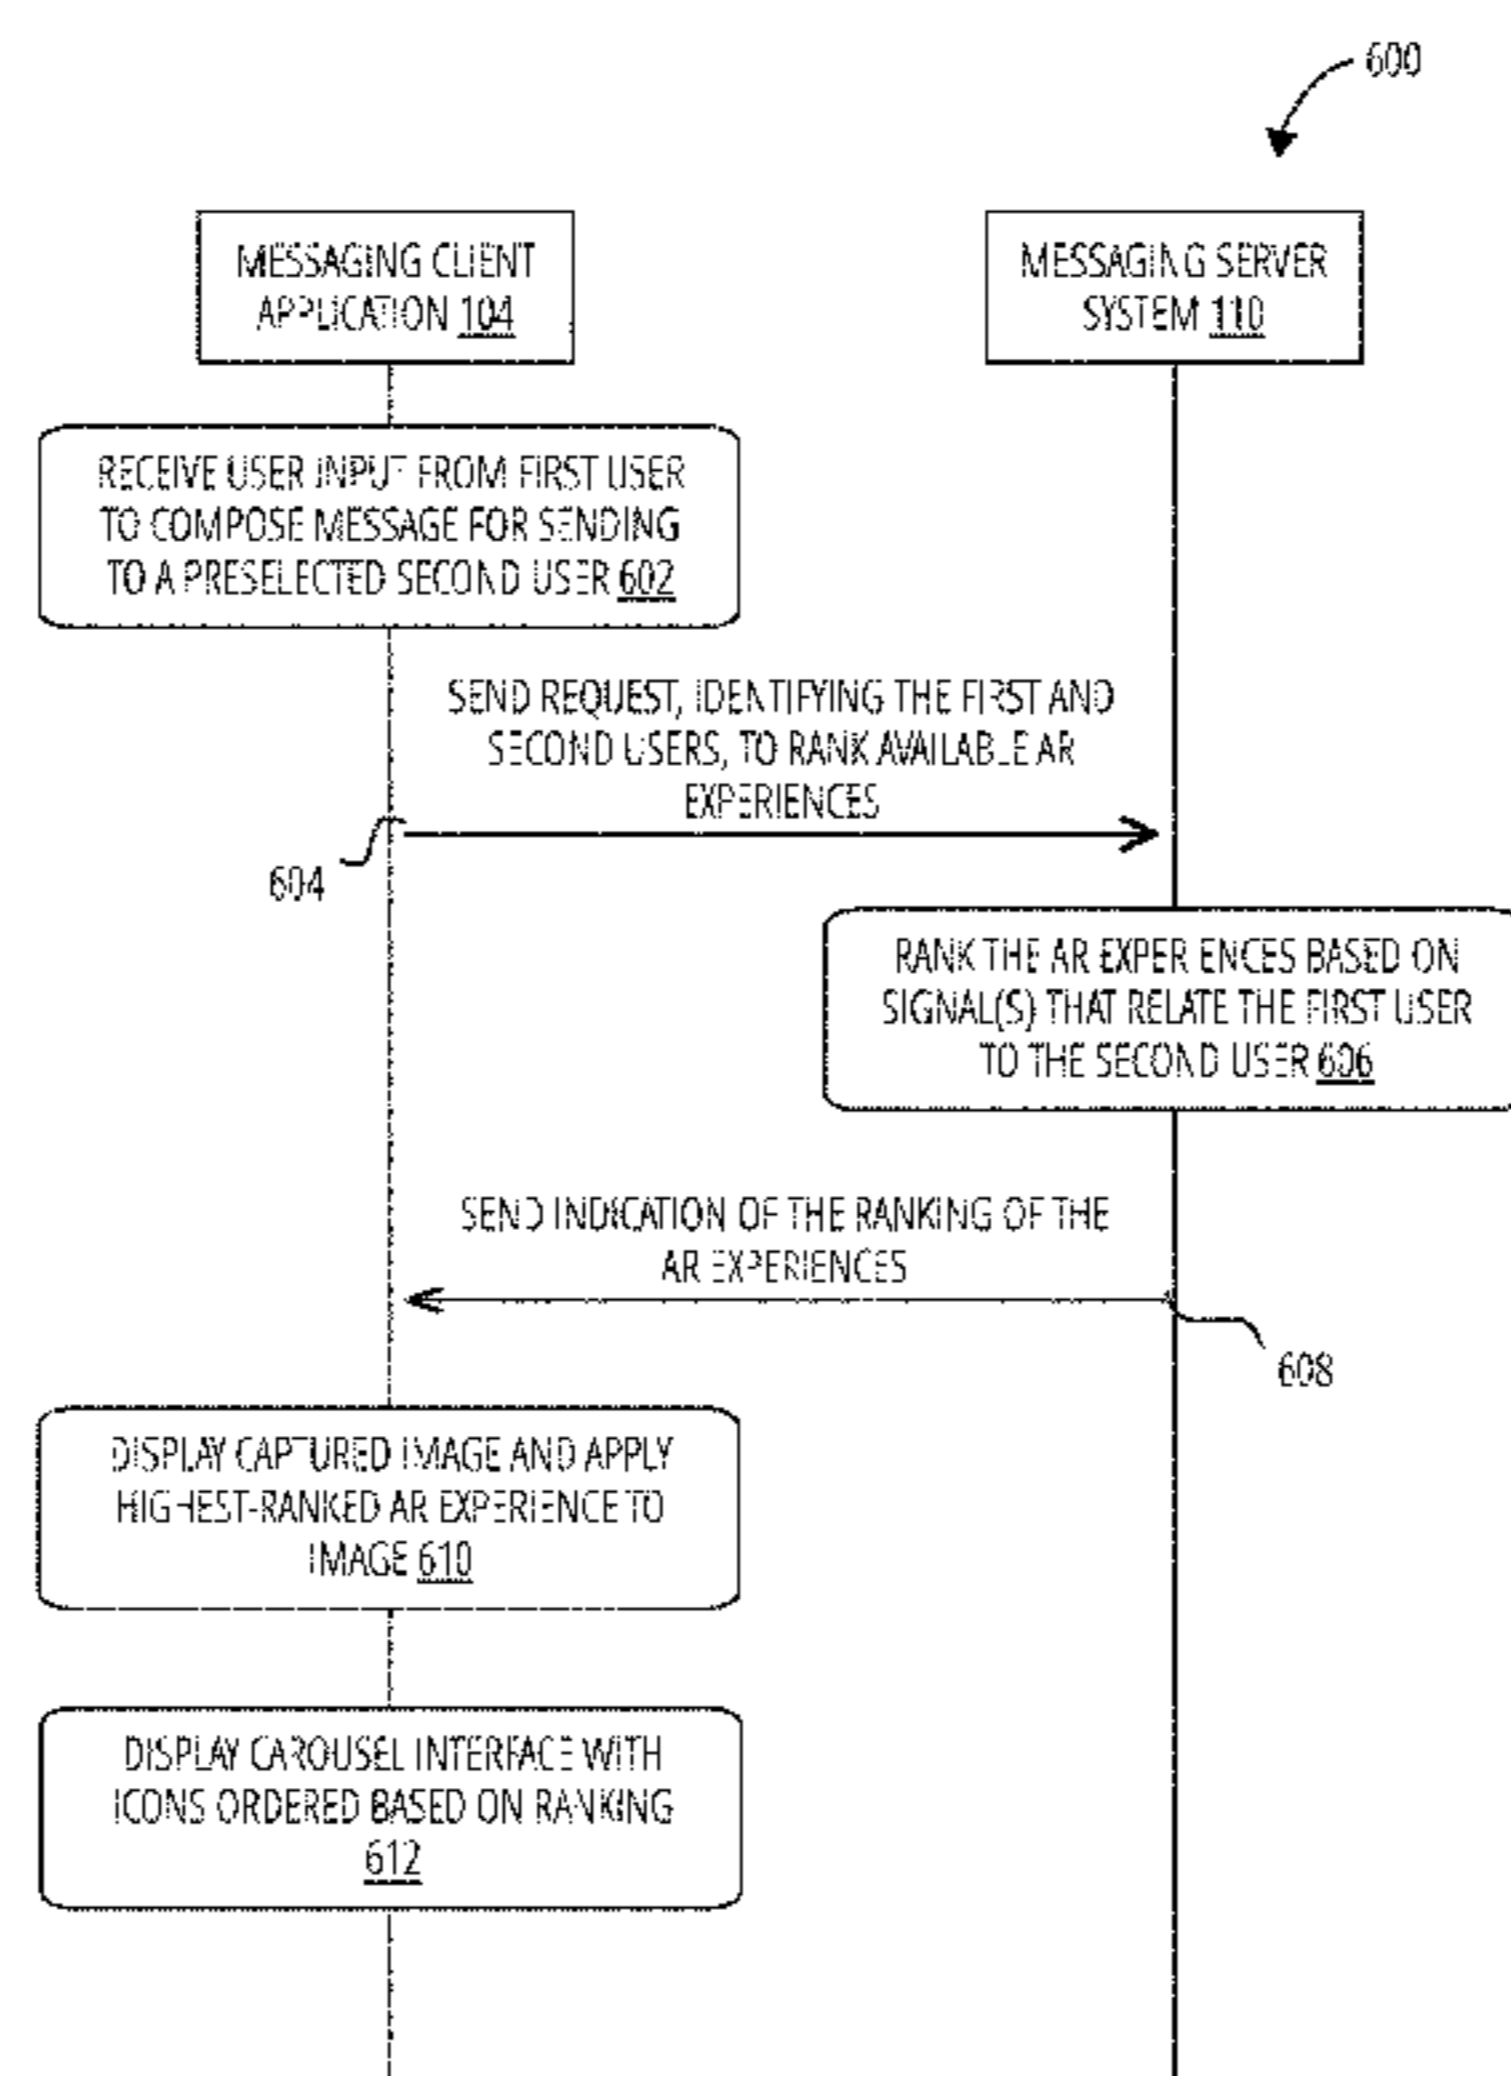 600
MESSAGING CLIENT
APPLICATION 104
MESSAGING SERVER
SYSTEM 110
RECEIVE USER INPUT FROM FIRST USER
TO COMPOSE MESSAGE FOR SENDING
TO A PRESELECTED SECOND USER 602
SEND REQUEST, IDENTIFYING THE FIRST AND
SECOND USERS, TO RANK AVAILABLE AR
EXPERIENCES
604
RANK THE AR EXPERIENCES BASED ON
SIGNAL(S) THAT RELATE THE FIRST USER
TO THE SECOND USER 606
SEND INDICATION OF THE RANKING OF THE
AR EXPERIENCES
608
DISPLAY CAPTURED IMAGE AND APPLY
HIGHEST-RANKED AR EXPERIENCE TO
IMAGE 610
DISPLAY CAROUSEL INTERFACE WITH
ICONS ORDERED BASED ON RANKING
612